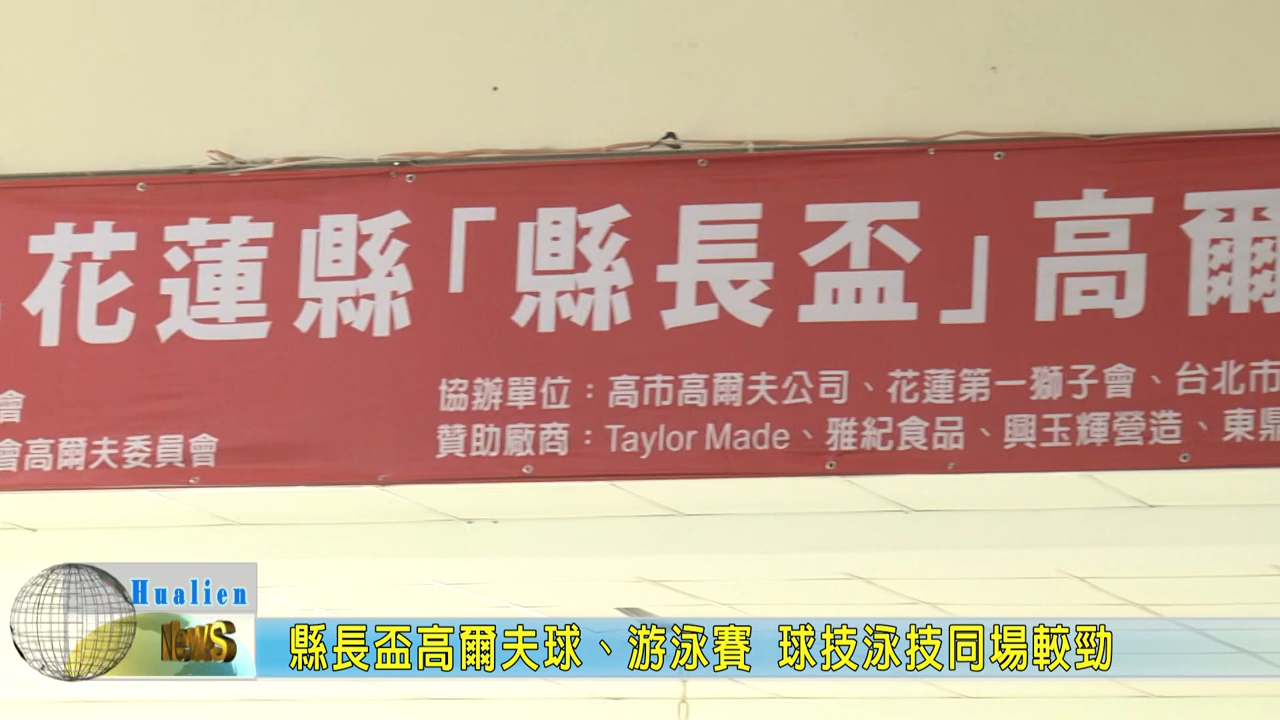 花蓮縣「縣長盃」高爾
會
協辦單位：高市高爾夫公司、花蓮第一獅子會、台北市
會高爾夫委員會
贊助廠商：Taylor Made、雅紀食品、興玉輝營造、東鼎
Hualien
News
縣長盃高爾夫球、游泳賽 球技泳技同場較勁